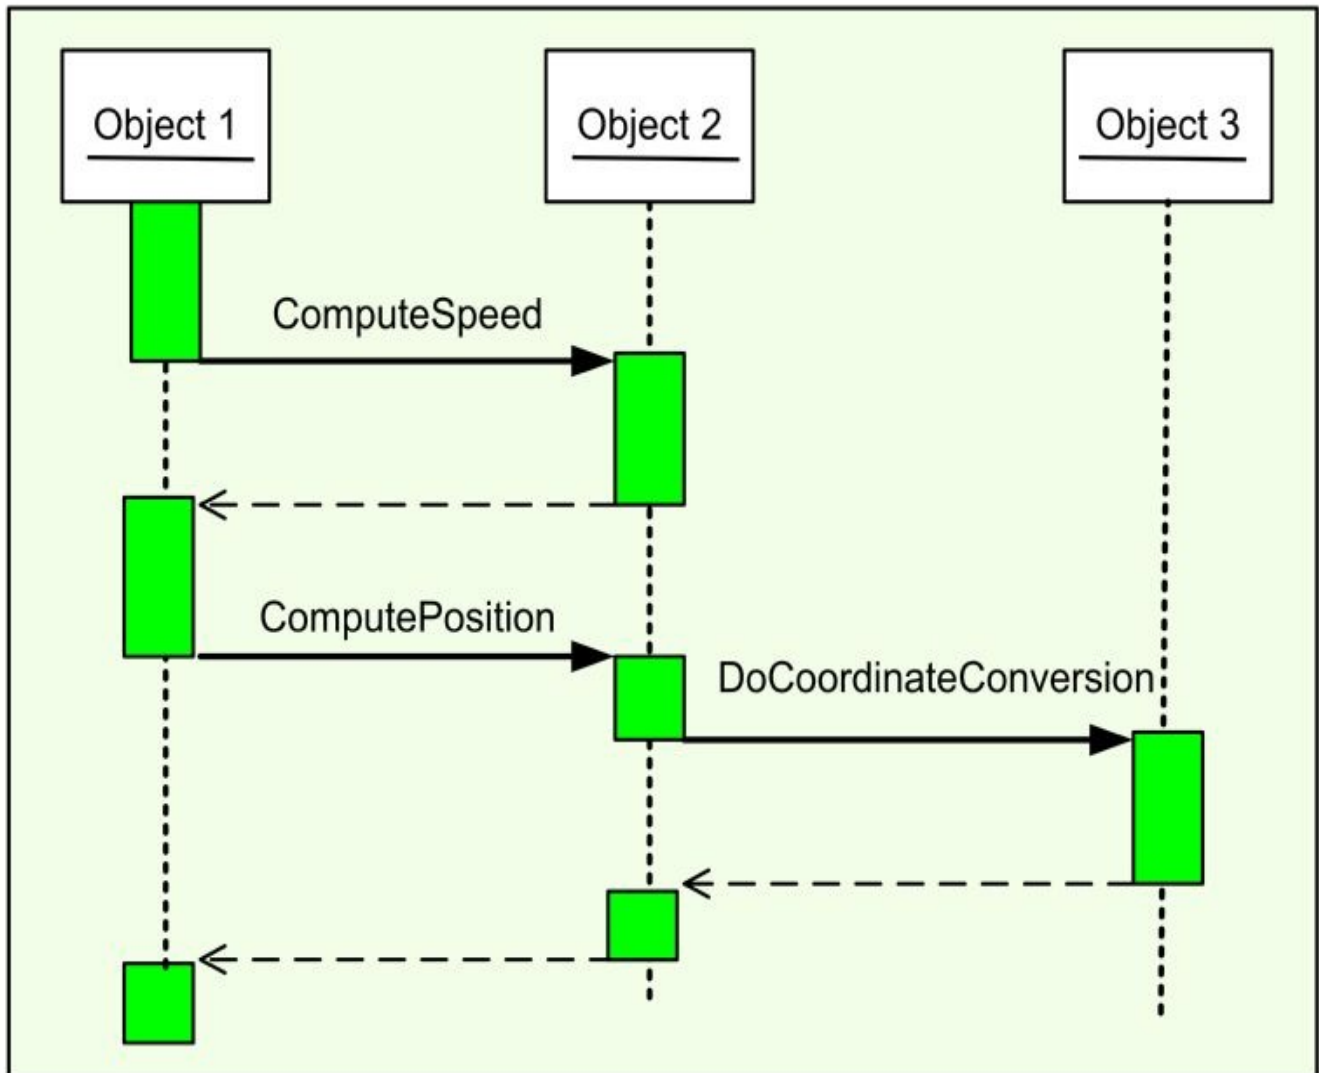 Object 1
Object 2
Object 3
ComputeSpeed
ComputePosition
DoCoordinateConversion